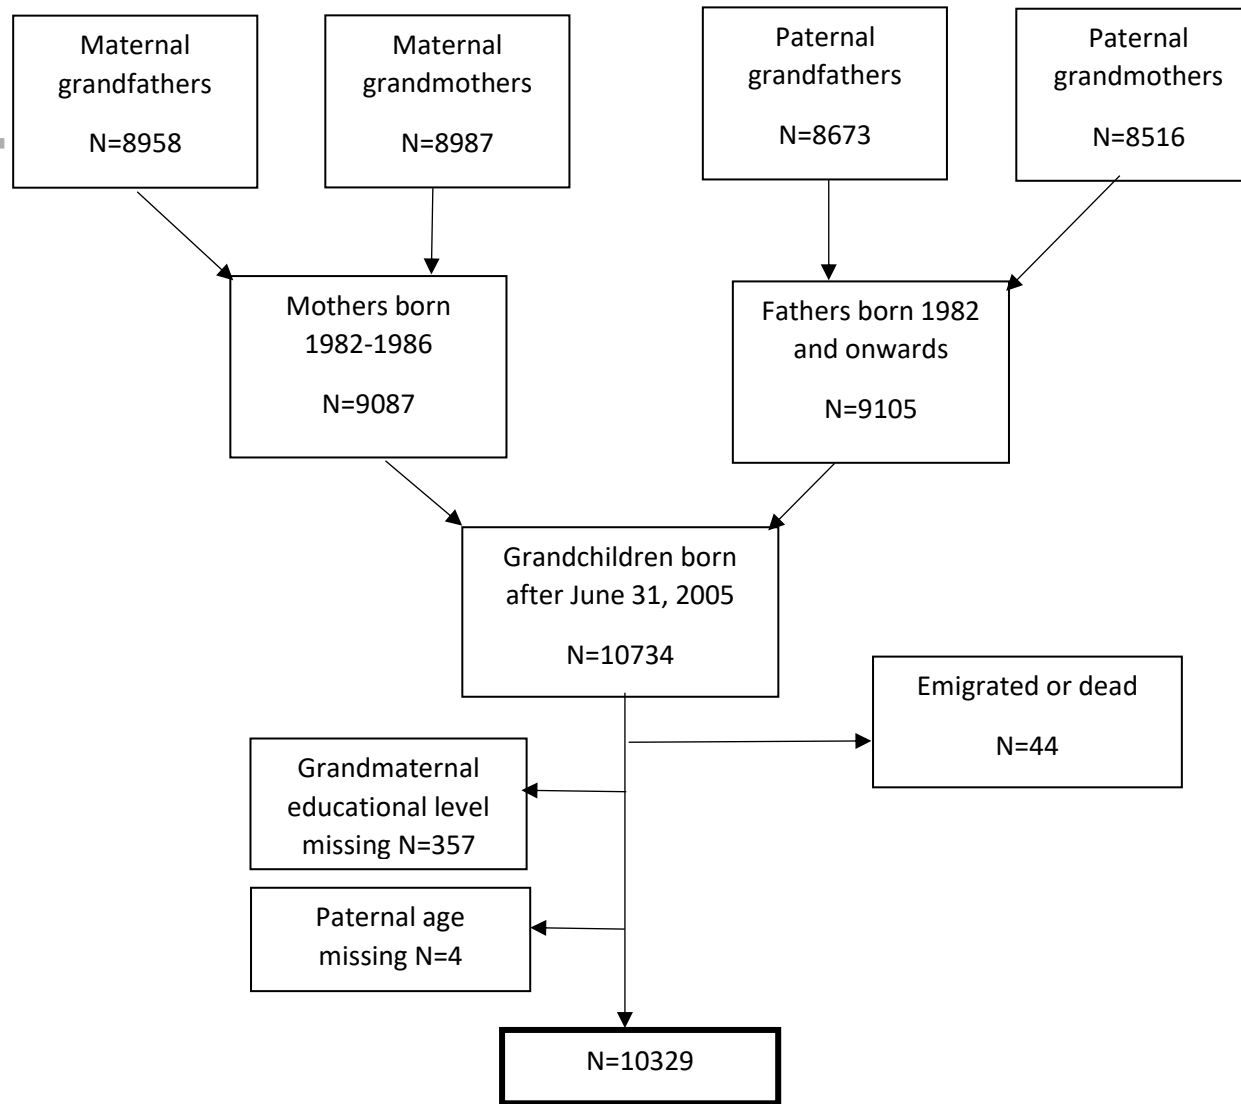 Maternal
grandfathers
N=8958
Maternal
grandmothers
N=8987
Paternal
grandfathers
N=8673
Paternal
grandmothers
N=8516
Mothers born
1982-1986
N=9087
Fathers born 1982
and onwards
N=9105
Grandchildren born
after June 31, 2005
N=10734
Emigrated or dead
N=44
Grandmaternal
educational level
missing N=357
Paternal age
missing N=4
N=10329